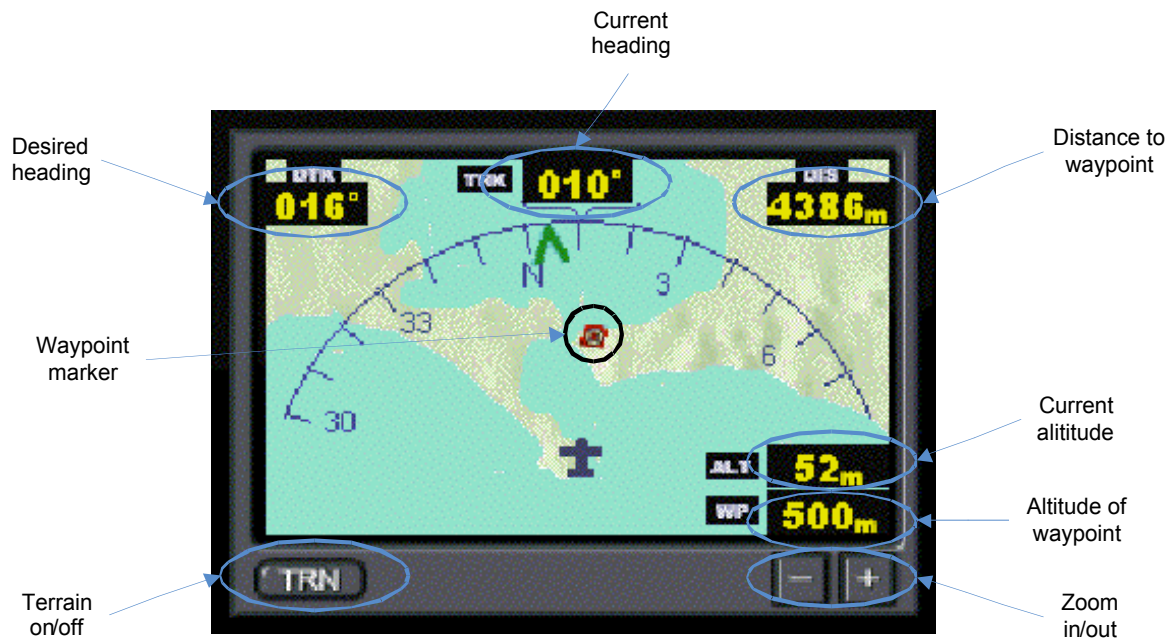 Current
heading
Desired
heading
Distance to
waypoint
DTK
016°
TRK
010°
DIS
4386m
N
3
33
6
30
Waypoint
marker
Current
alititude
ALT
52m
WP
500m
Altitude of
waypoint
TRN
− +
Terrain
on/off
Zoom
in/out